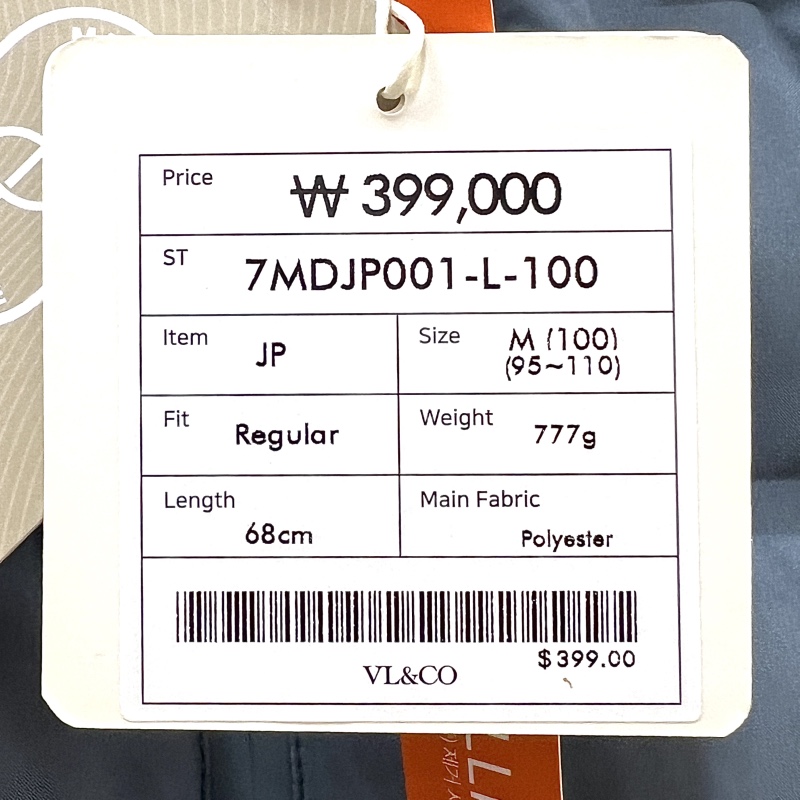 Price
₩ 399,000
ST
7MDJP001-L-100
Item
JP
Size
M (100)
(95~110)
Fit
Regular
Weight
777g
Length
68cm
Main Fabric
Polyester
$399.00
VL&CO